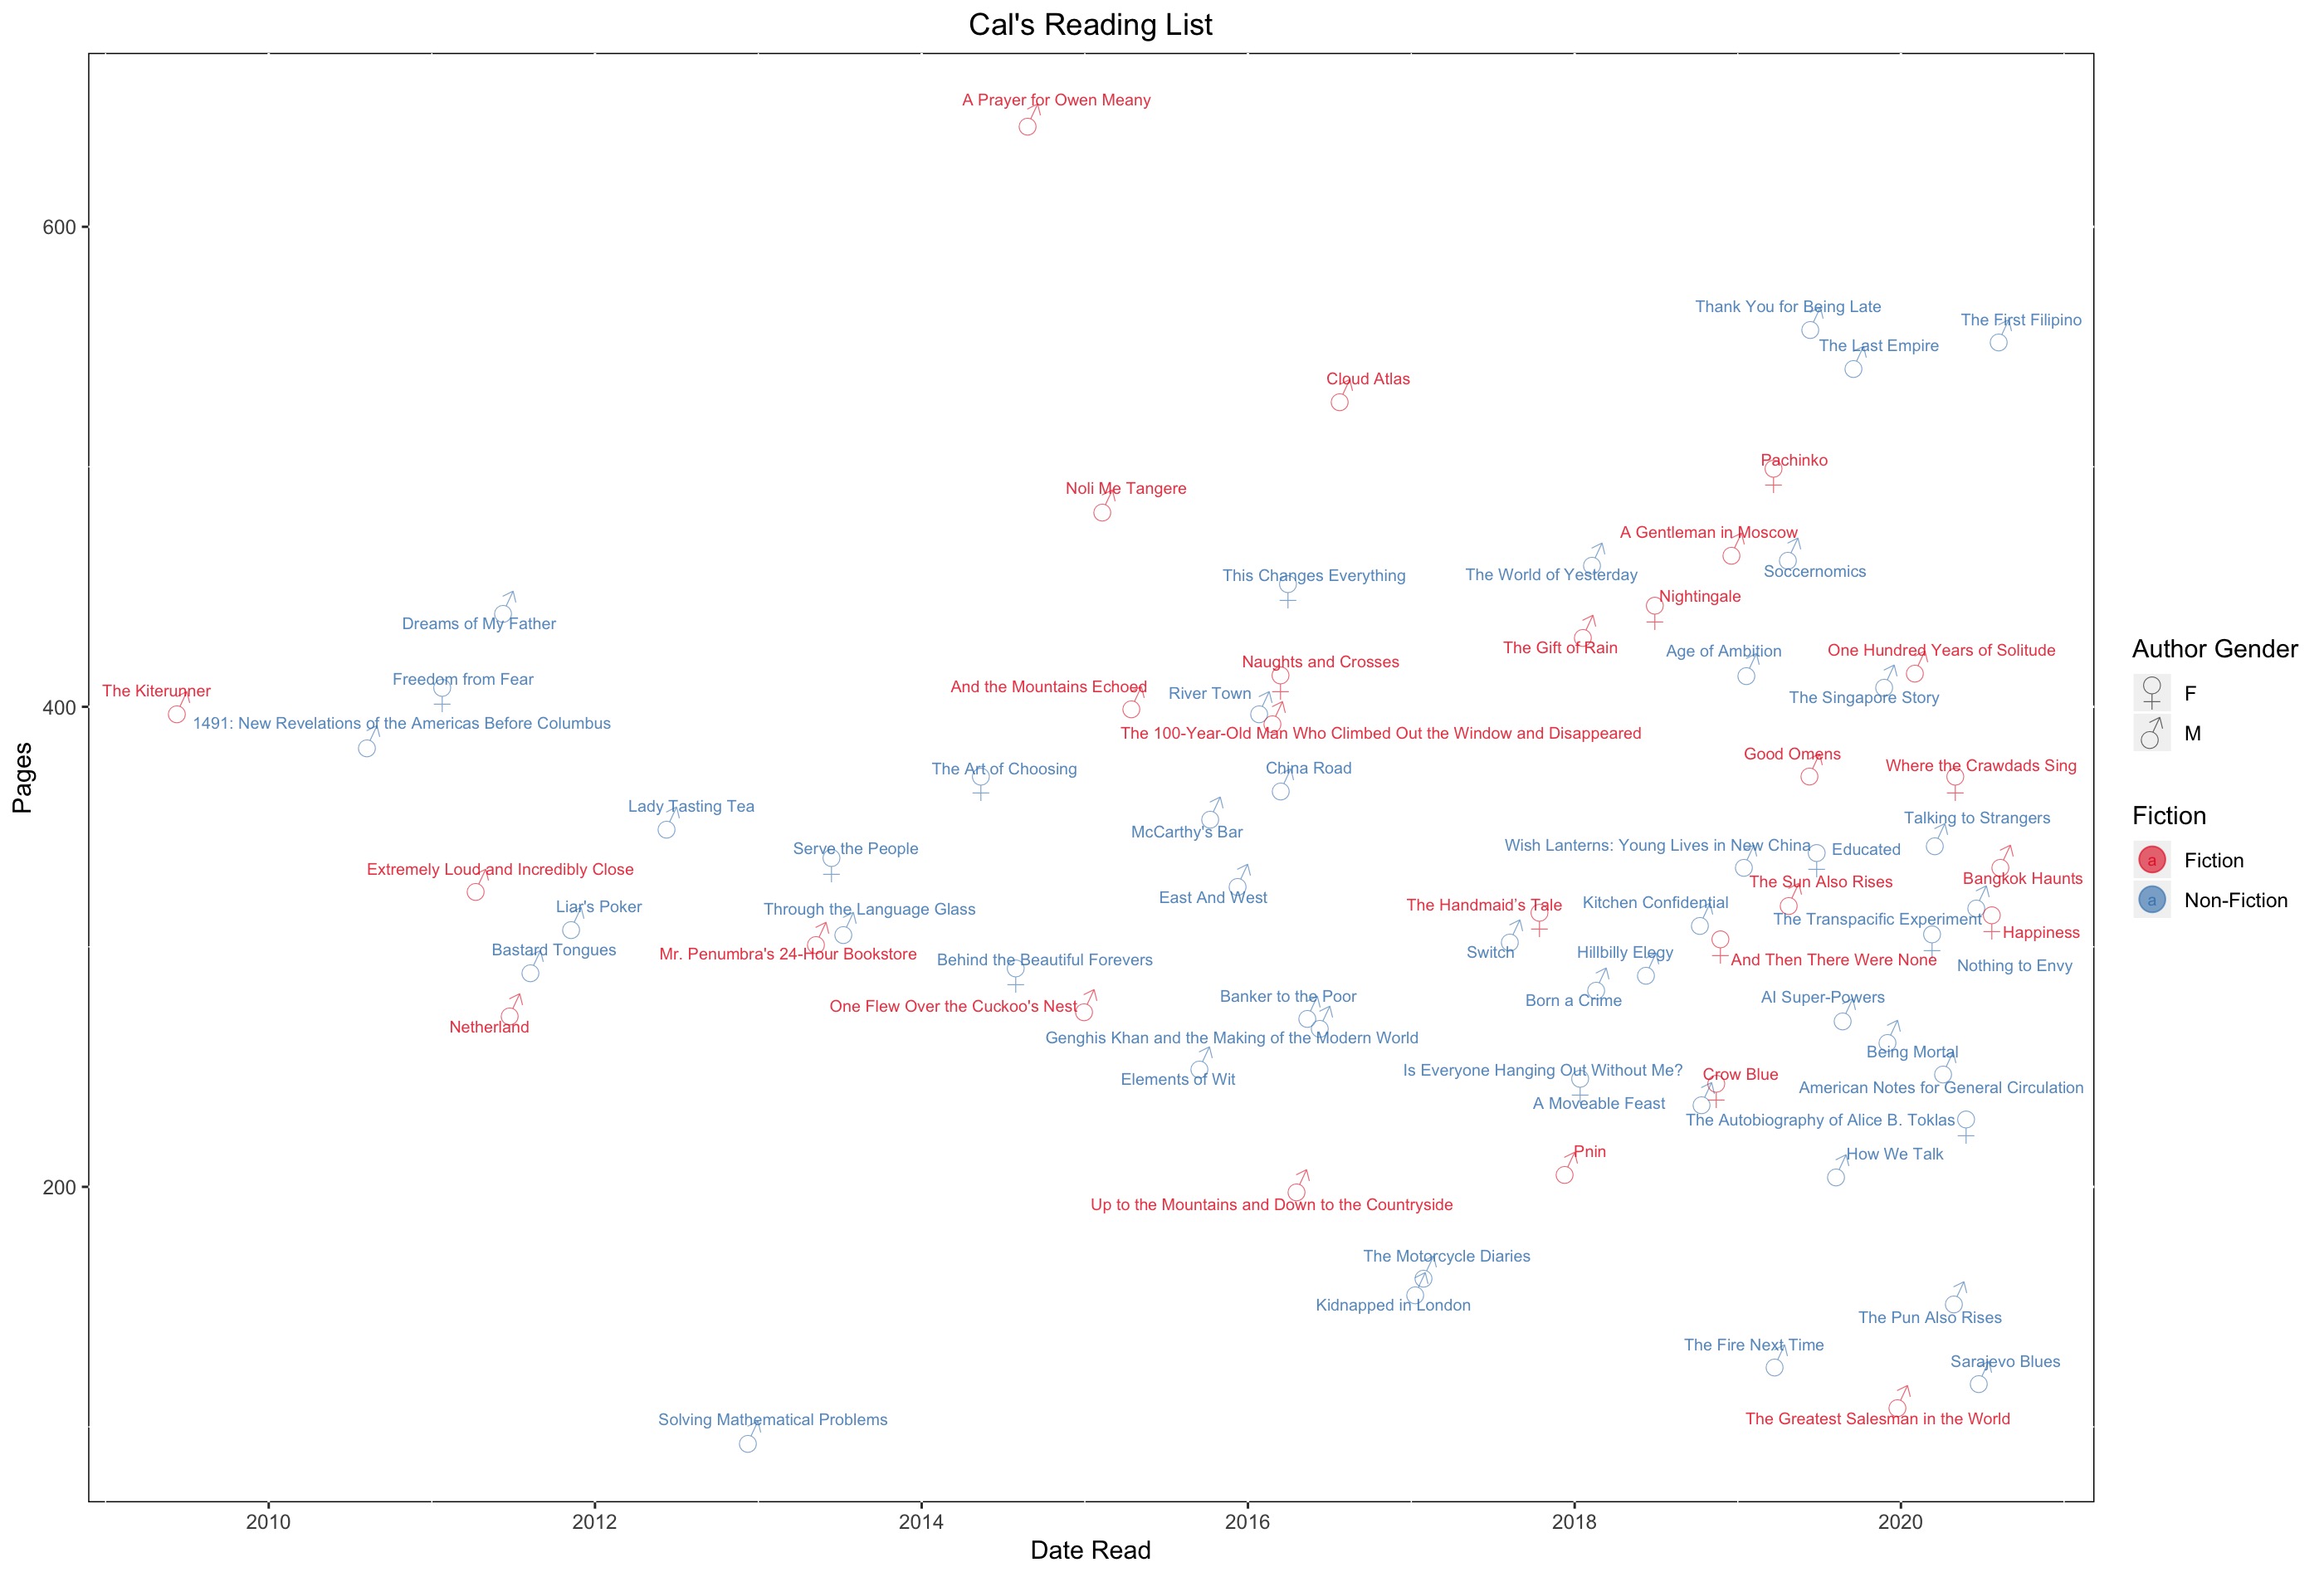 Cal's Reading List
A Prayer for Owen Meany
600
Thank You for Being Late
The First Filipino
The Last Empire
Cloud Atlas
Pachinko
Noli Me Tangere
A Gentleman in Moscow
The World of Yesterday
Soccernomics
This Changes Everything
Nightingale
Dreams of My Father
The Gift of Rain
Age of Ambition
One Hundred Years of Solitude
Naughts and Crosses
Freedom from Fear
And the Mountains Echoed
The Kiterunner
River Town
The Singapore Story
400
1491: New Revelations of the Americas Before Columbus
The 100-Year-Old Man Who Climbed Out the Window and Disappeared
Good Omens
Where the Crawdads Sing
The Art of Choosing
China Road
Lady Tasting Tea
Talking to Strangers
McCarthy's Bar
Wish Lanterns: Young Lives in New China
Educated
Serve the People
Extremely Loud and Incredibly Close
Bangkok Haunts
The Sun Also Rises
East And West
Kitchen Confidential
The Handmaid's Tale
Liar's Poker
Through the Language Glass
The Transpacific Experiment
Happiness
Bastard Tongues
Mr. Penumbra's 24-Hour Bookstore
Switch
Hillbilly Elegy
And Then There Were None
Behind the Beautiful Forevers
Nothing to Envy
Banker to the Poor
AI Super-Powers
Born a Crime
One Flew Over the Cuckoo's Nest
Netherland
Genghis Khan and the Making of the Modern World
Being Mortal
Is Everyone Hanging Out Without Me?
Crow Blue
Elements of Wit
American Notes for General Circulation
A Moveable Feast
The Autobiography of Alice B. Toklas
Pnin
How We Talk
200
Up to the Mountains and Down to the Countryside
The Motorcycle Diaries
Kidnapped in London
The Pun Also Rises
The Fire Next Time
Sarajevo Blues
The Greatest Salesman in the World
Solving Mathematical Problems
2010
2012
2014
2016
2018
2020
Date Read
Pages
Author Gender
F
M
Fiction
a Fiction
a Non-Fiction